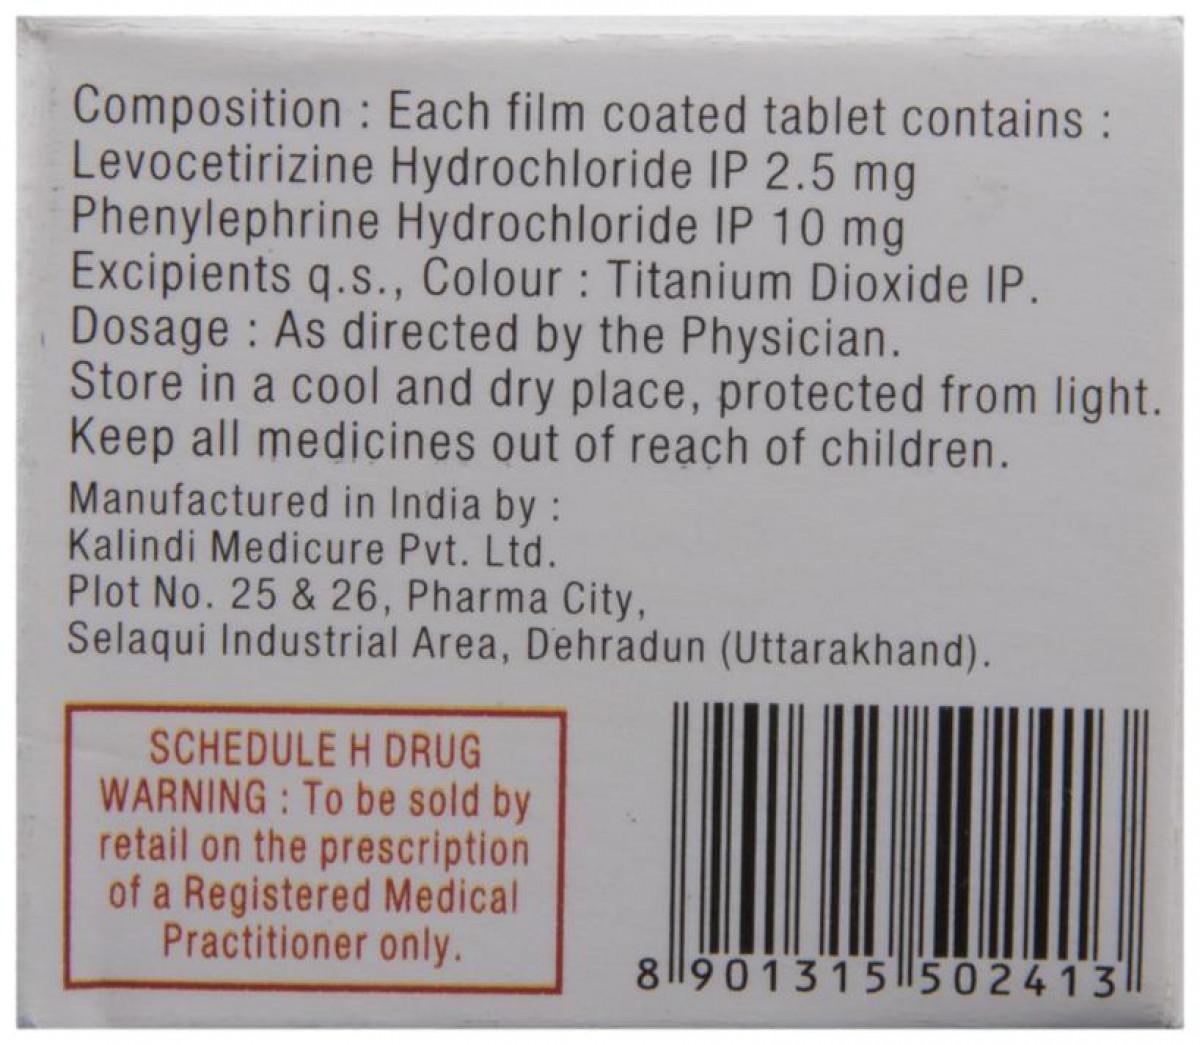 Composition : Each film coated tablet contains :
Levocetirizine Hydrochloride IP 2.5 mg
Phenylephrine Hydrochloride IP 10 mg
Excipients q.s., Colour : Titanium Dioxide IP.
Dosage : As directed by the Physician.
Store in a cool and dry place, protected from light.
Keep all medicines out of reach of children.
Manufactured in India by :
Kalindi Medicure Pvt. Ltd.
Plot No. 25 & 26, Pharma City,
Selaqui Industrial Area, Dehradun (Uttarakhand).
SCHEDULE H DRUG
WARNING : To be sold by
retail on the prescription
of a Registered Medical
Practitioner only.
8 901315 502413